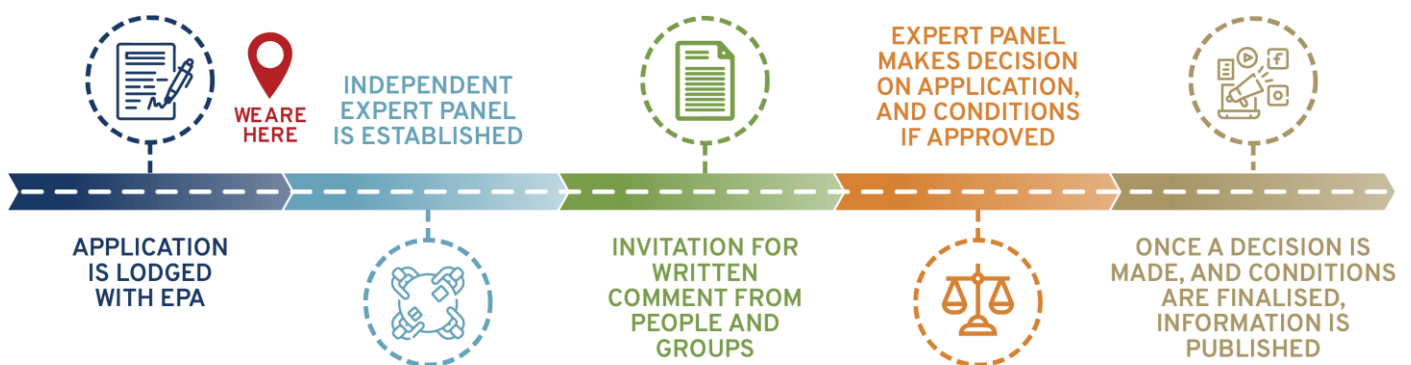 APPLICATION
IS LODGED
WITH EPA
WE ARE
HERE
INDEPENDENT
EXPERT PANEL
IS ESTABLISHED
INVITATION FOR
WRITTEN
COMMENT FROM
PEOPLE AND
GROUPS
EXPERT PANEL
MAKES DECISION
ON APPLICATION,
AND CONDITIONS
IF APPROVED
ONCE A DECISION IS
MADE, AND CONDITIONS
ARE FINALISED,
INFORMATION IS
PUBLISHED